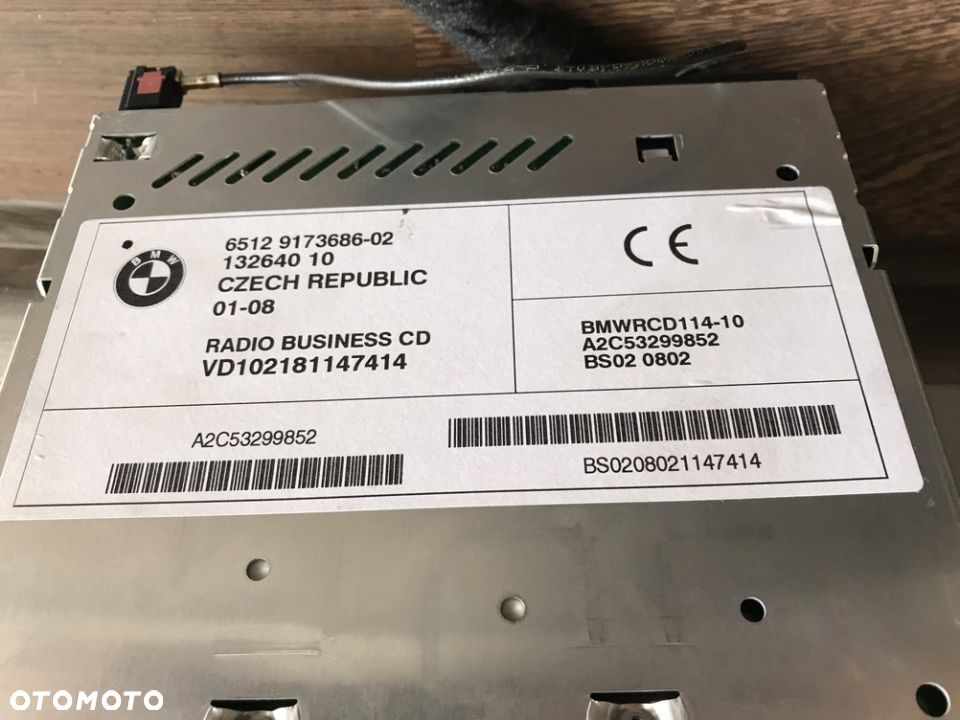 BMW
6512 9173686-02
132640 10
CZECH REPUBLIC
01-08
RADIO BUSINESS CD
VD102181147414
CE
BMWRCD114-10
A2C53299852
BS02 0802
A2C53299852
BS0208021147414
OTOMOTO